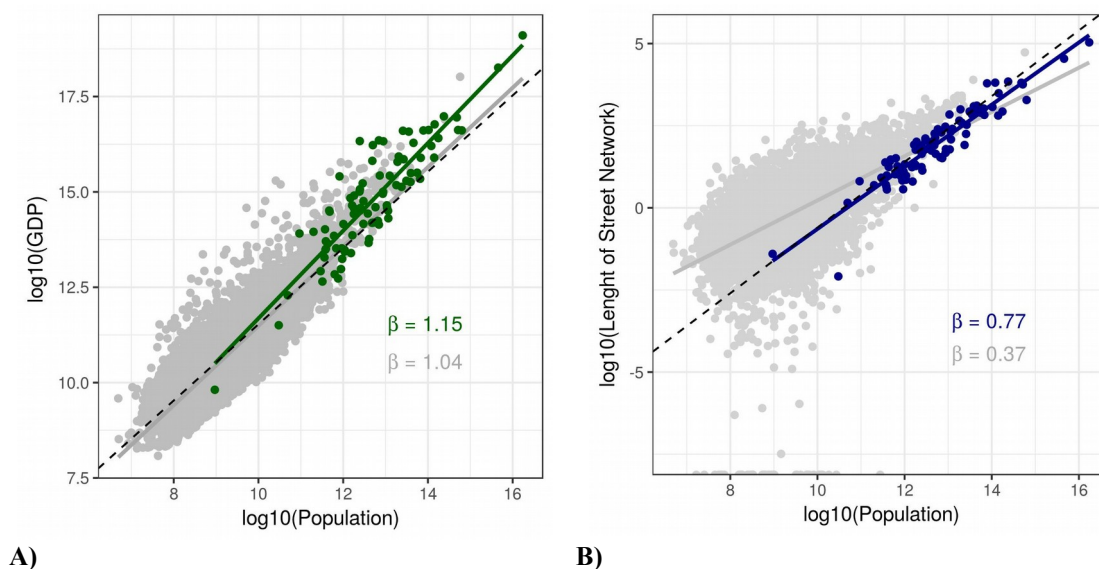 17.5
15.0
12.5
10.0
7.5
log10(GDP)
β = 1.15
β = 1.04
8 10 12 14 16
log10(Population)
A)
5
0
-5
log10(Lenght of Street Network)
β = 0.77
β = 0.37
8 10 12 14 16
log10(Population)
B)